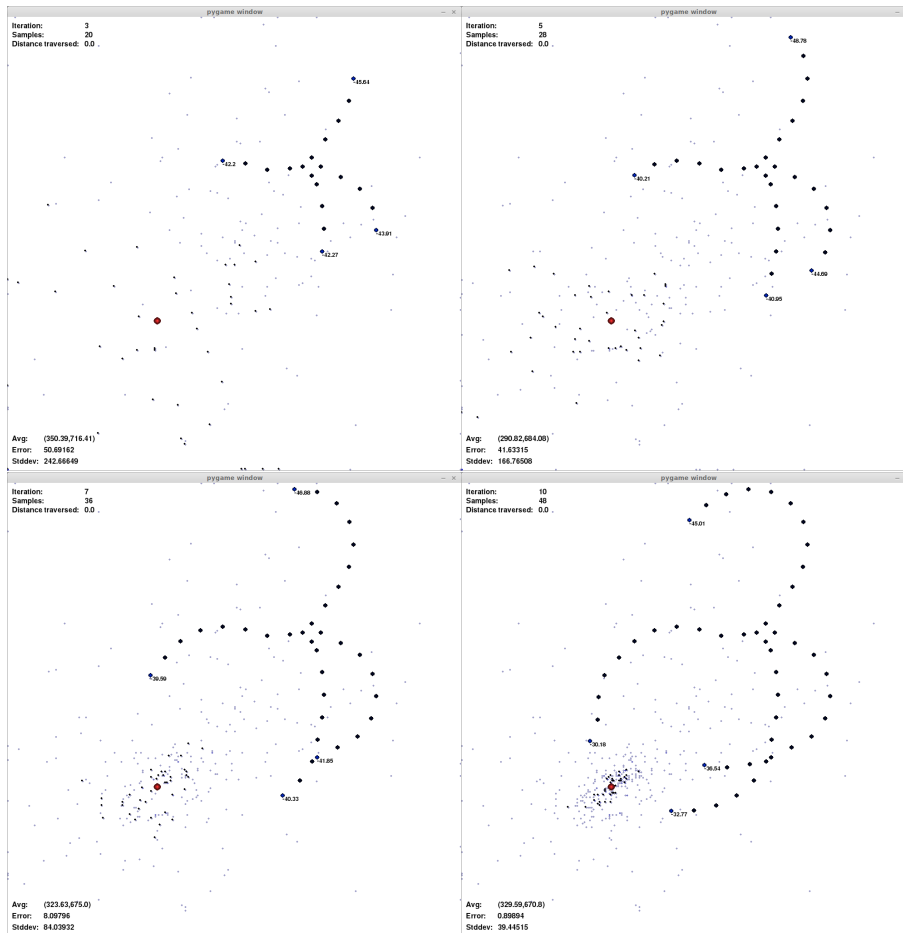 pygame window
Iteration: 3
Samples: 20
Distance traversed: 0.0 .
-45.64
-42.2
-43.91
-42.27
Avg: (350.39,716.41)
Error: 50.69162
Stddev: 242.66649
pygame window
Iteration: 5
Samples: 28
Distance traversed: 0.0 .
-48.78
-40.21
-44.69
-40.95
Avg: (290.82,684.08)
Error: 41.63315
Stddev: 166.76508
pygame window
Iteration: 7
Samples: 36
Distance traversed: 0.0 .
-46.88
-39.59
-41.85
-40.33
Avg: (323.63,675.0)
Error: 8.09796
Stddev: 84.03932
pygame window
Iteration: 10
Samples: 48
Distance traversed: 0.0 .
-45.01
-30.18
-36.54
-32.77
Avg: (329.59,670.8)
Error: 0.89894
Stddev: 39.44515